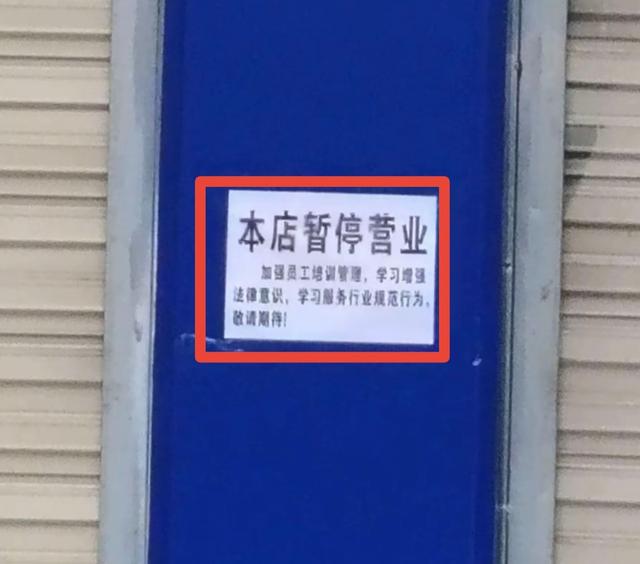 本店暂停营业
加强员工培训管理，学习增强
法律意识，学习服务行业规范行为，
敬请期待！